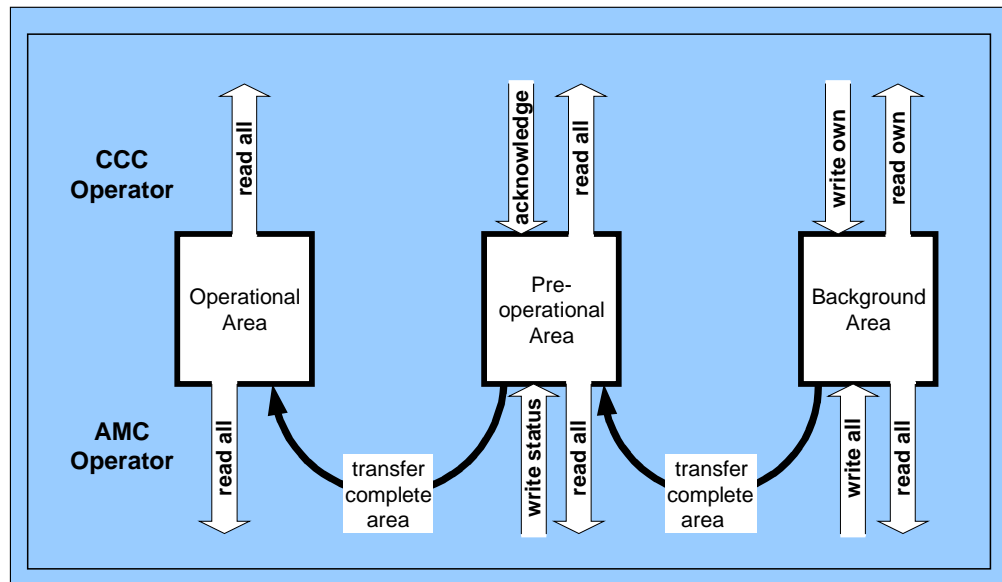 read all
acknowledge
read all
write own
read own
CCC
Operator
Operational
Area
Pre-
operational
Area
Background
Area
AMC
Operator
read all
transfer
complete
area
write status
read all
transfer
complete
area
write all
read all